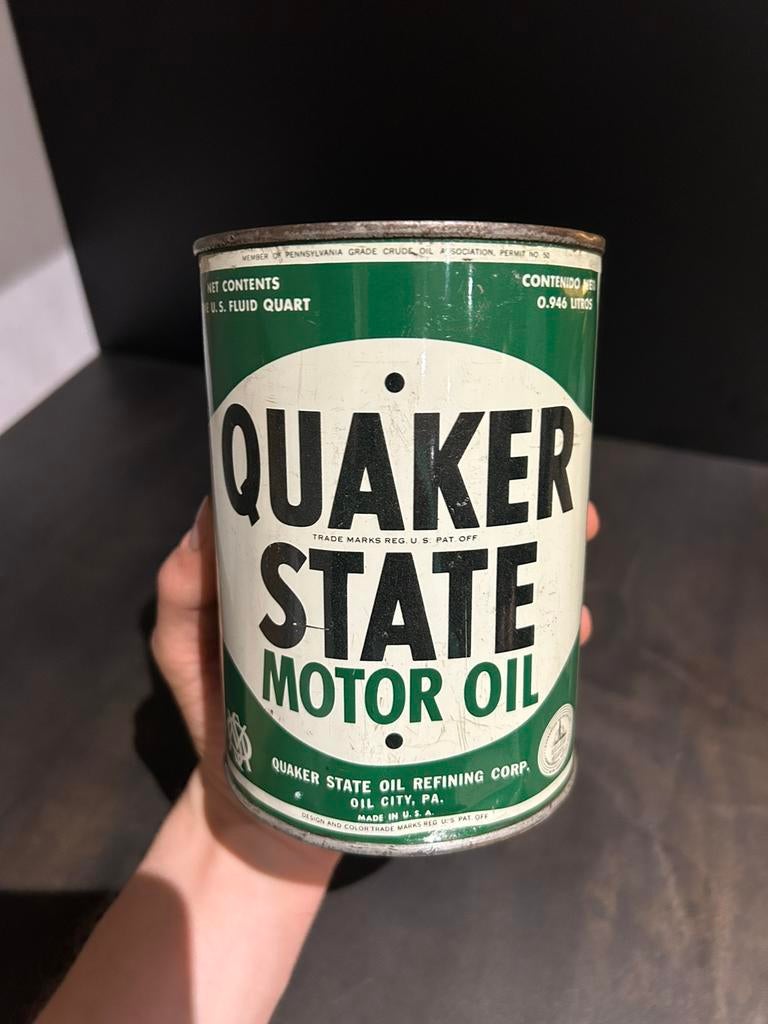 MEMBER OF PENNSYLVANIA GRADE CRUDE OIL ASSOCIATION, PERMIT NO. 50
NET CONTENTS
U.S. FLUID QUART
CONTENIDO
0.946 LITROS
QUAKER
TRADE MARKS REG. U. S. PAT. OFF
STATE
MOTOR OIL
QUAKER STATE OIL REFINING CORP.
OIL CITY, PA.
MADE IN U. S. A.
DESIGN AND COLOR TRADE MARKS REG U S PAT. OFF